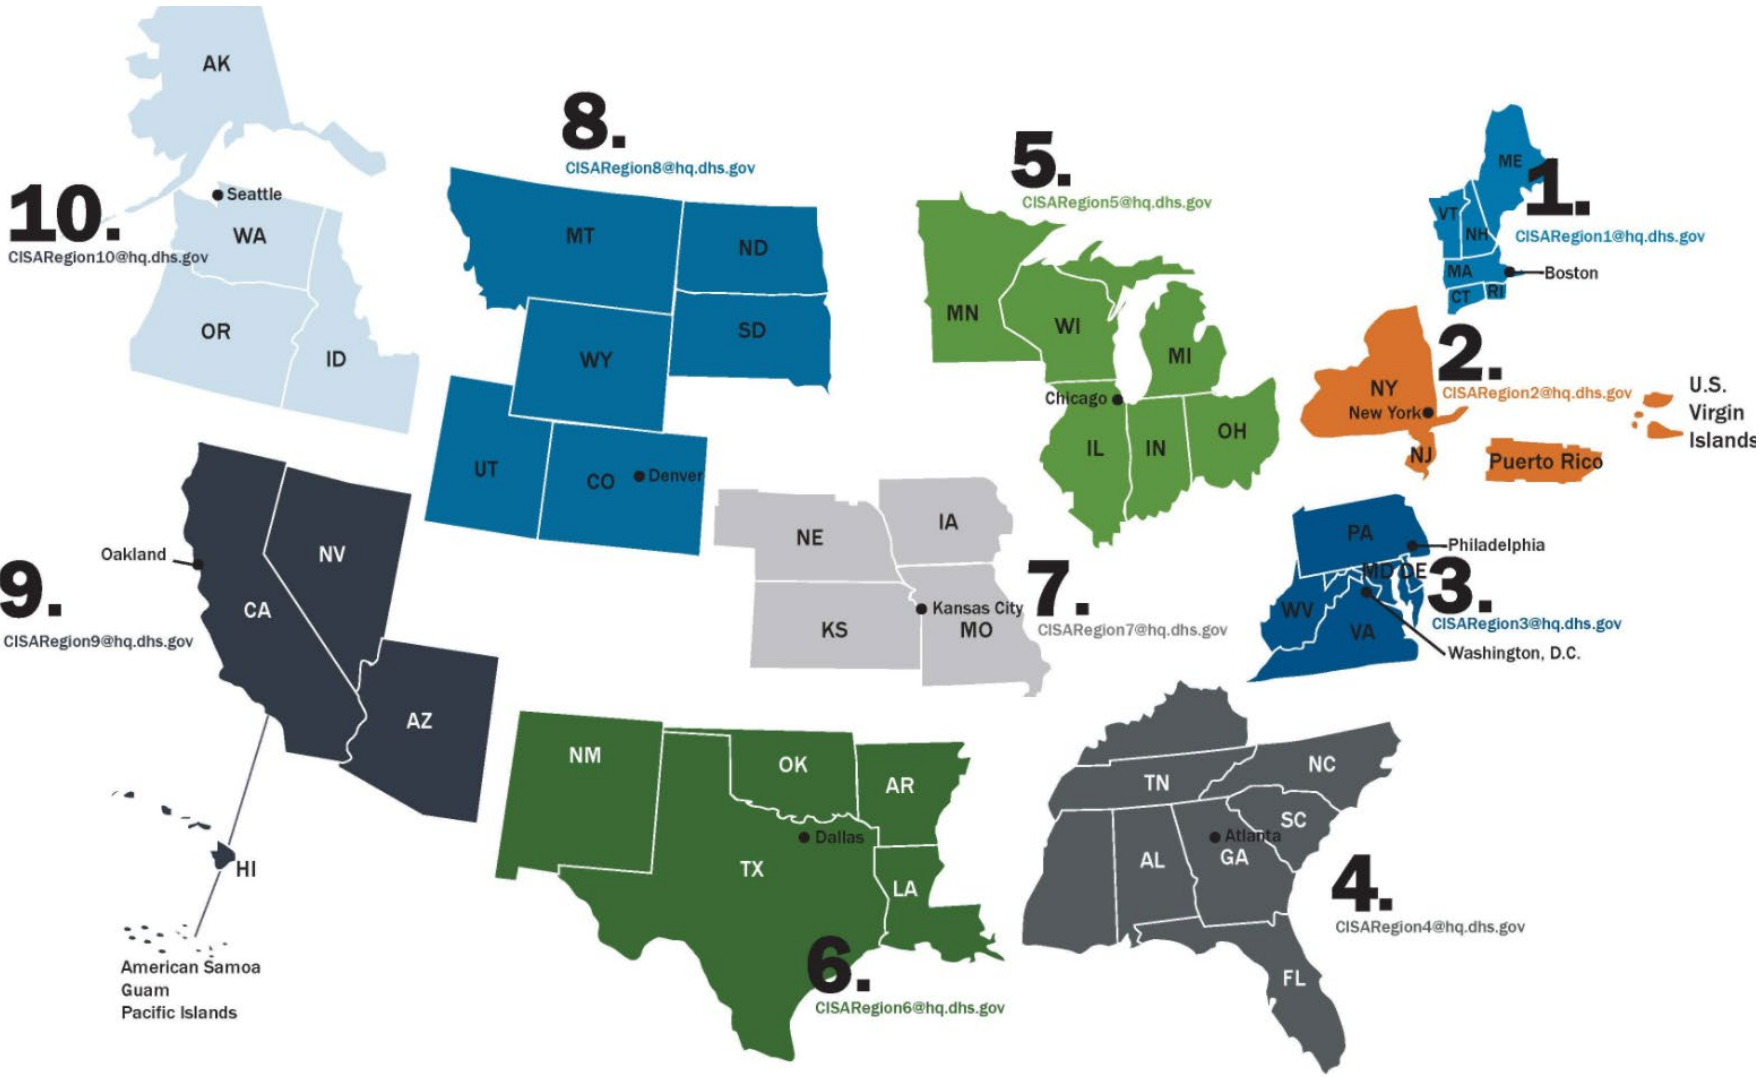 AK
10.
CISARegion10@hq.dhs.gov
Seattle
WA
OR
ID
8.
CISARegion8@hq.dhs.gov
MT
ND
SD
WY
UT
CO
Denver
5.
CISARegion5@hq.dhs.gov
MN
WI
MI
Chicago
IL
IN
OH
1.
CISARegion1@hq.dhs.gov
ME
VT
NH
MA
Boston
CT
RI
2.
CISARegion2@hq.dhs.gov
NY
New York
NJ
Puerto Rico
U.S.
Virgin
Islands
9.
CISARegion9@hq.dhs.gov
Oakland
NV
CA
AZ
HI
American Samoa
Guam
Pacific Islands
7.
CISARegion7@hq.dhs.gov
NE
IA
KS
Kansas City
MO
3.
CISARegion3@hq.dhs.gov
PA
Philadelphia
MD
DE
WV
VA
Washington, D.C.
6.
CISARegion6@hq.dhs.gov
NM
OK
AR
Dallas
TX
LA
4.
CISARegion4@hq.dhs.gov
TN
NC
SC
Atlanta
AL
GA
FL